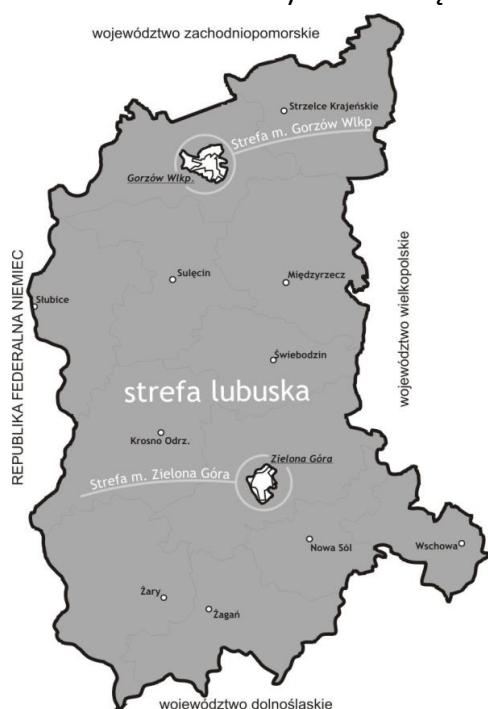 województwo zachodniopomorskie
Strzelce Krajeńskie
Strefa m. Gorzów Wlkp
Gorzów Wlkp.
REPUBLIKA FEDERALNA NIEMIEC
województwo wielkopolskie
Sulęcin
Międzyrzecz
Słubice
Świebodzin
strefa lubuska
Krosno Odrz.
Zielona Góra
Strefa m. Zielona Góra
Nowa Sól
Wschowa
Żary
Żagań
województwo dolnośląskie